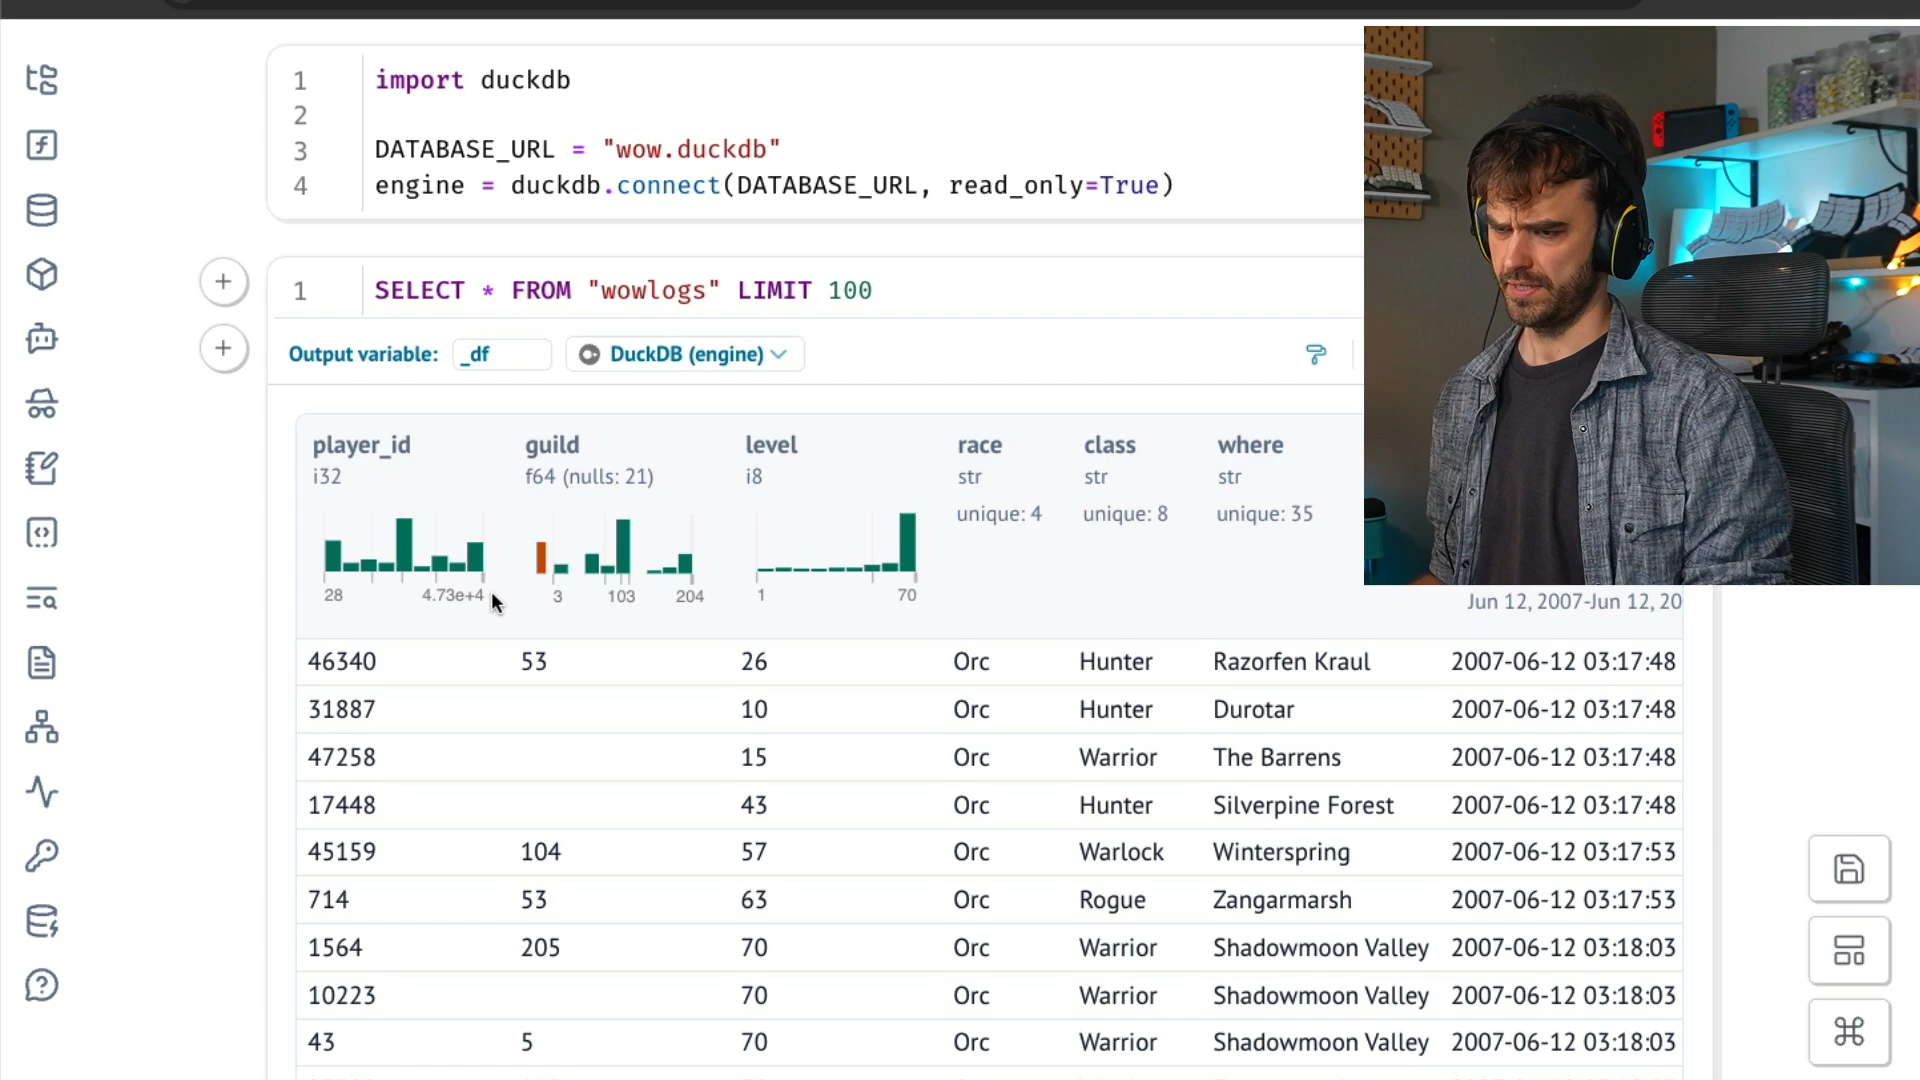 1 import duckdb
2
3 DATABASE_URL = "wow.duckdb"
4 engine = duckdb.connect(DATABASE_URL, read_only=True)
1 SELECT * FROM "wowlogs" LIMIT 100
Output variable: _df DuckDB (engine)
player_id guild level race class where
i32 f64 (nulls: 21) i8 str str str
unique: 4 unique: 8 unique: 35
28 4.73e+4 3 103 204 1 70 Jun 12, 2007-Jun 12, 20
46340 53 26 Orc Hunter Razorfen Kraul 2007-06-12 03:17:48
31887 10 Orc Hunter Durotar 2007-06-12 03:17:48
47258 15 Orc Warrior The Barrens 2007-06-12 03:17:48
17448 43 Orc Hunter Silverpine Forest 2007-06-12 03:17:48
45159 104 57 Orc Warlock Winterspring 2007-06-12 03:17:53
714 53 63 Orc Rogue Zangarmarsh 2007-06-12 03:17:53
1564 205 70 Orc Warrior Shadowmoon Valley 2007-06-12 03:18:03
10223 70 Orc Warrior Shadowmoon Valley 2007-06-12 03:18:03
43 5 70 Orc Warrior Shadowmoon Valley 2007-06-12 03:18:03